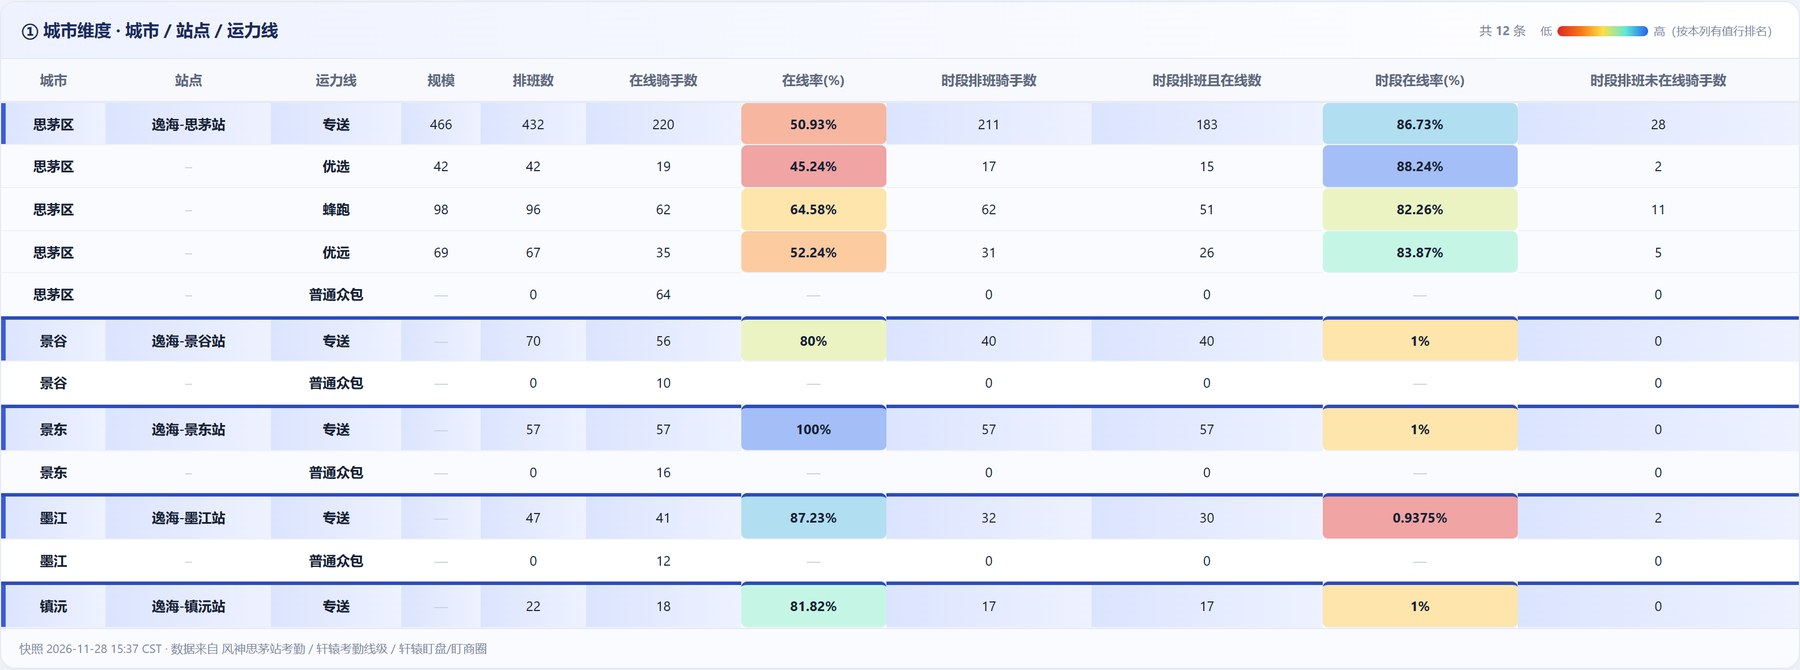 ① 城市维度 · 城市 / 站点 / 运力线 共 12 条 低 高 (按本列有值行排名)
城市 站点 运力线 规模 排班数 在线骑手数 在线率(%) 时段排班骑手数 时段排班且在线数 时段在线率(%) 时段排班未在线骑手数
思茅区 逸海-思茅站 专送 466 432 220 50.93% 211 183 86.73% 28
思茅区 – 优选 42 42 19 45.24% 17 15 88.24% 2
思茅区 – 蜂跑 98 96 62 64.58% 62 51 82.26% 11
思茅区 – 优远 69 67 35 52.24% 31 26 83.87% 5
思茅区 – 普通众包 — 0 64 — 0 0 — 0
景谷 逸海-景谷站 专送 — 70 56 80% 40 40 1% 0
景谷 – 普通众包 — 0 10 — 0 0 — 0
景东 逸海-景东站 专送 — 57 57 100% 57 57 1% 0
景东 – 普通众包 — 0 16 — 0 0 — 0
墨江 逸海-墨江站 专送 — 47 41 87.23% 32 30 0.9375% 2
墨江 – 普通众包 — 0 12 — 0 0 — 0
镇沅 逸海-镇沅站 专送 — 22 18 81.82% 17 17 1% 0
快照 2026-11-28 15:37 CST · 数据来自 风神思茅站考勤 / 轩辕考勤线级 / 轩辕盯盘/盯商圈